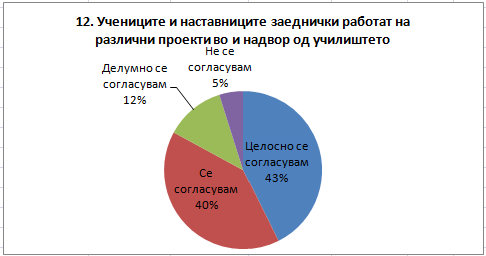 12. Учениците и наставниците заеднички работат на
различни проекти во и надвор од училиштето
Не се
согласувам
5%
Делумно се
согласувам
12%
Целосно се
согласувам
43%
Се
согласувам
40%